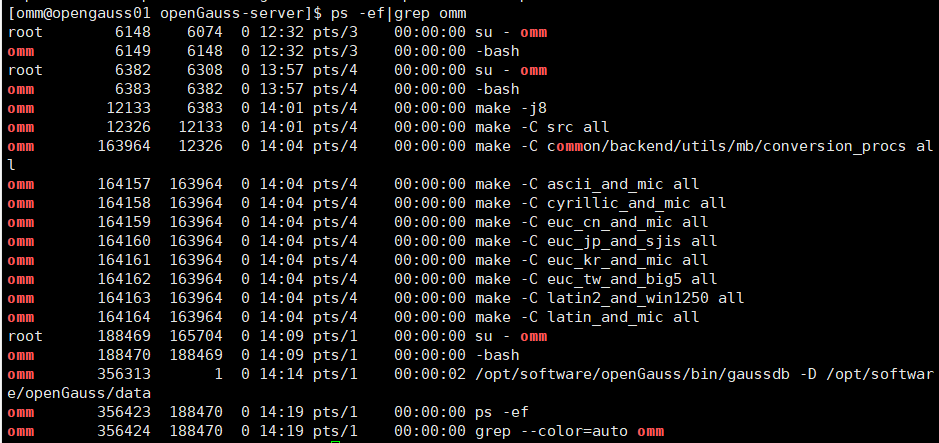 [omm@opengauss01 openGauss-server]$ ps -ef|grep omm
root        6148    6074  0 12:32 pts/3    00:00:00 su - omm
omm         6149    6148  0 12:32 pts/3    00:00:00 -bash
root        6382    6308  0 13:57 pts/4    00:00:00 su - omm
omm         6383    6382  0 13:57 pts/4    00:00:00 -bash
omm        12133    6383  0 14:01 pts/4    00:00:00 make -j8
omm        12326   12133  0 14:01 pts/4    00:00:00 make -C src all
omm       163964   12326  0 14:04 pts/4    00:00:00 make -C common/backend/utils/mb/conversion_procs al
l
omm       164157  163964  0 14:04 pts/4    00:00:00 make -C ascii_and_mic all
omm       164158  163964  0 14:04 pts/4    00:00:00 make -C cyrillic_and_mic all
omm       164159  163964  0 14:04 pts/4    00:00:00 make -C euc_cn_and_mic all
omm       164160  163964  0 14:04 pts/4    00:00:00 make -C euc_jp_and_sjis all
omm       164161  163964  0 14:04 pts/4    00:00:00 make -C euc_kr_and_mic all
omm       164162  163964  0 14:04 pts/4    00:00:00 make -C euc_tw_and_big5 all
omm       164163  163964  0 14:04 pts/4    00:00:00 make -C latin2_and_win1250 all
omm       164164  163964  0 14:04 pts/4    00:00:00 make -C latin_and_mic all
root      188469  165704  0 14:09 pts/1    00:00:00 su - omm
omm       188470  188469  0 14:09 pts/1    00:00:00 -bash
omm       356313       1  0 14:14 pts/1    00:00:02 /opt/software/openGauss/bin/gaussdb -D /opt/softwar
e/openGauss/data
omm       356423  188470  0 14:19 pts/1    00:00:00 ps -ef
omm       356424  188470  0 14:19 pts/1    00:00:00 grep --color=auto omm